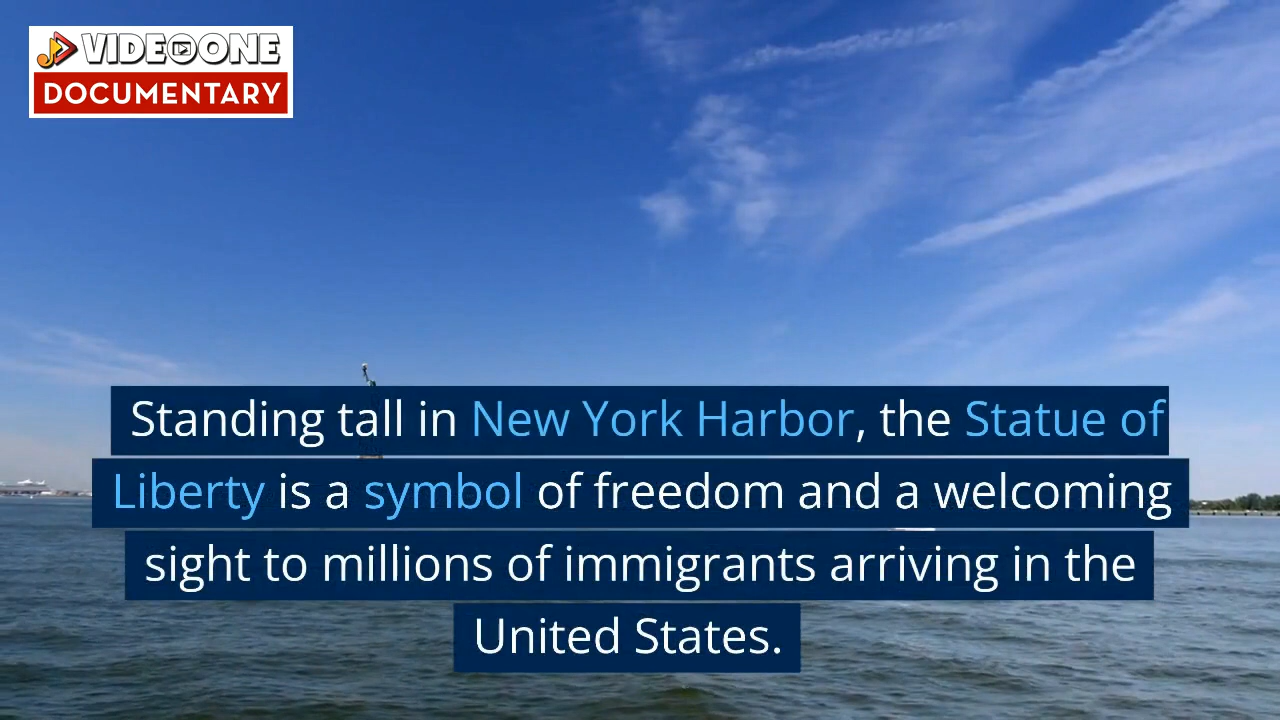 VIDEOONE
DOCUMENTARY
Standing tall in New York Harbor, the Statue of
Liberty is a symbol of freedom and a welcoming
sight to millions of immigrants arriving in the
United States.